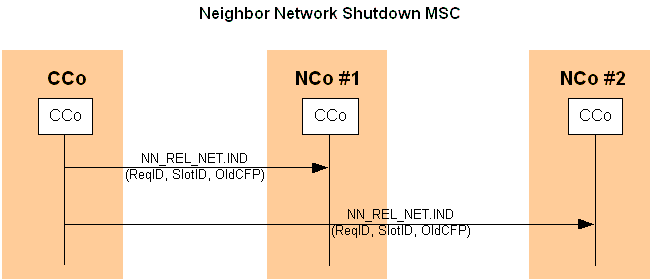 Neighbor Network Shutdown MSC
CCo
NCo #1
NCo #2
CCo
CCo
CCo
NN_REL_NET.IND
(ReqID, SlotID, OldCFP)
NN_REL_NET.IND
(ReqID, SlotID, OldCFP)